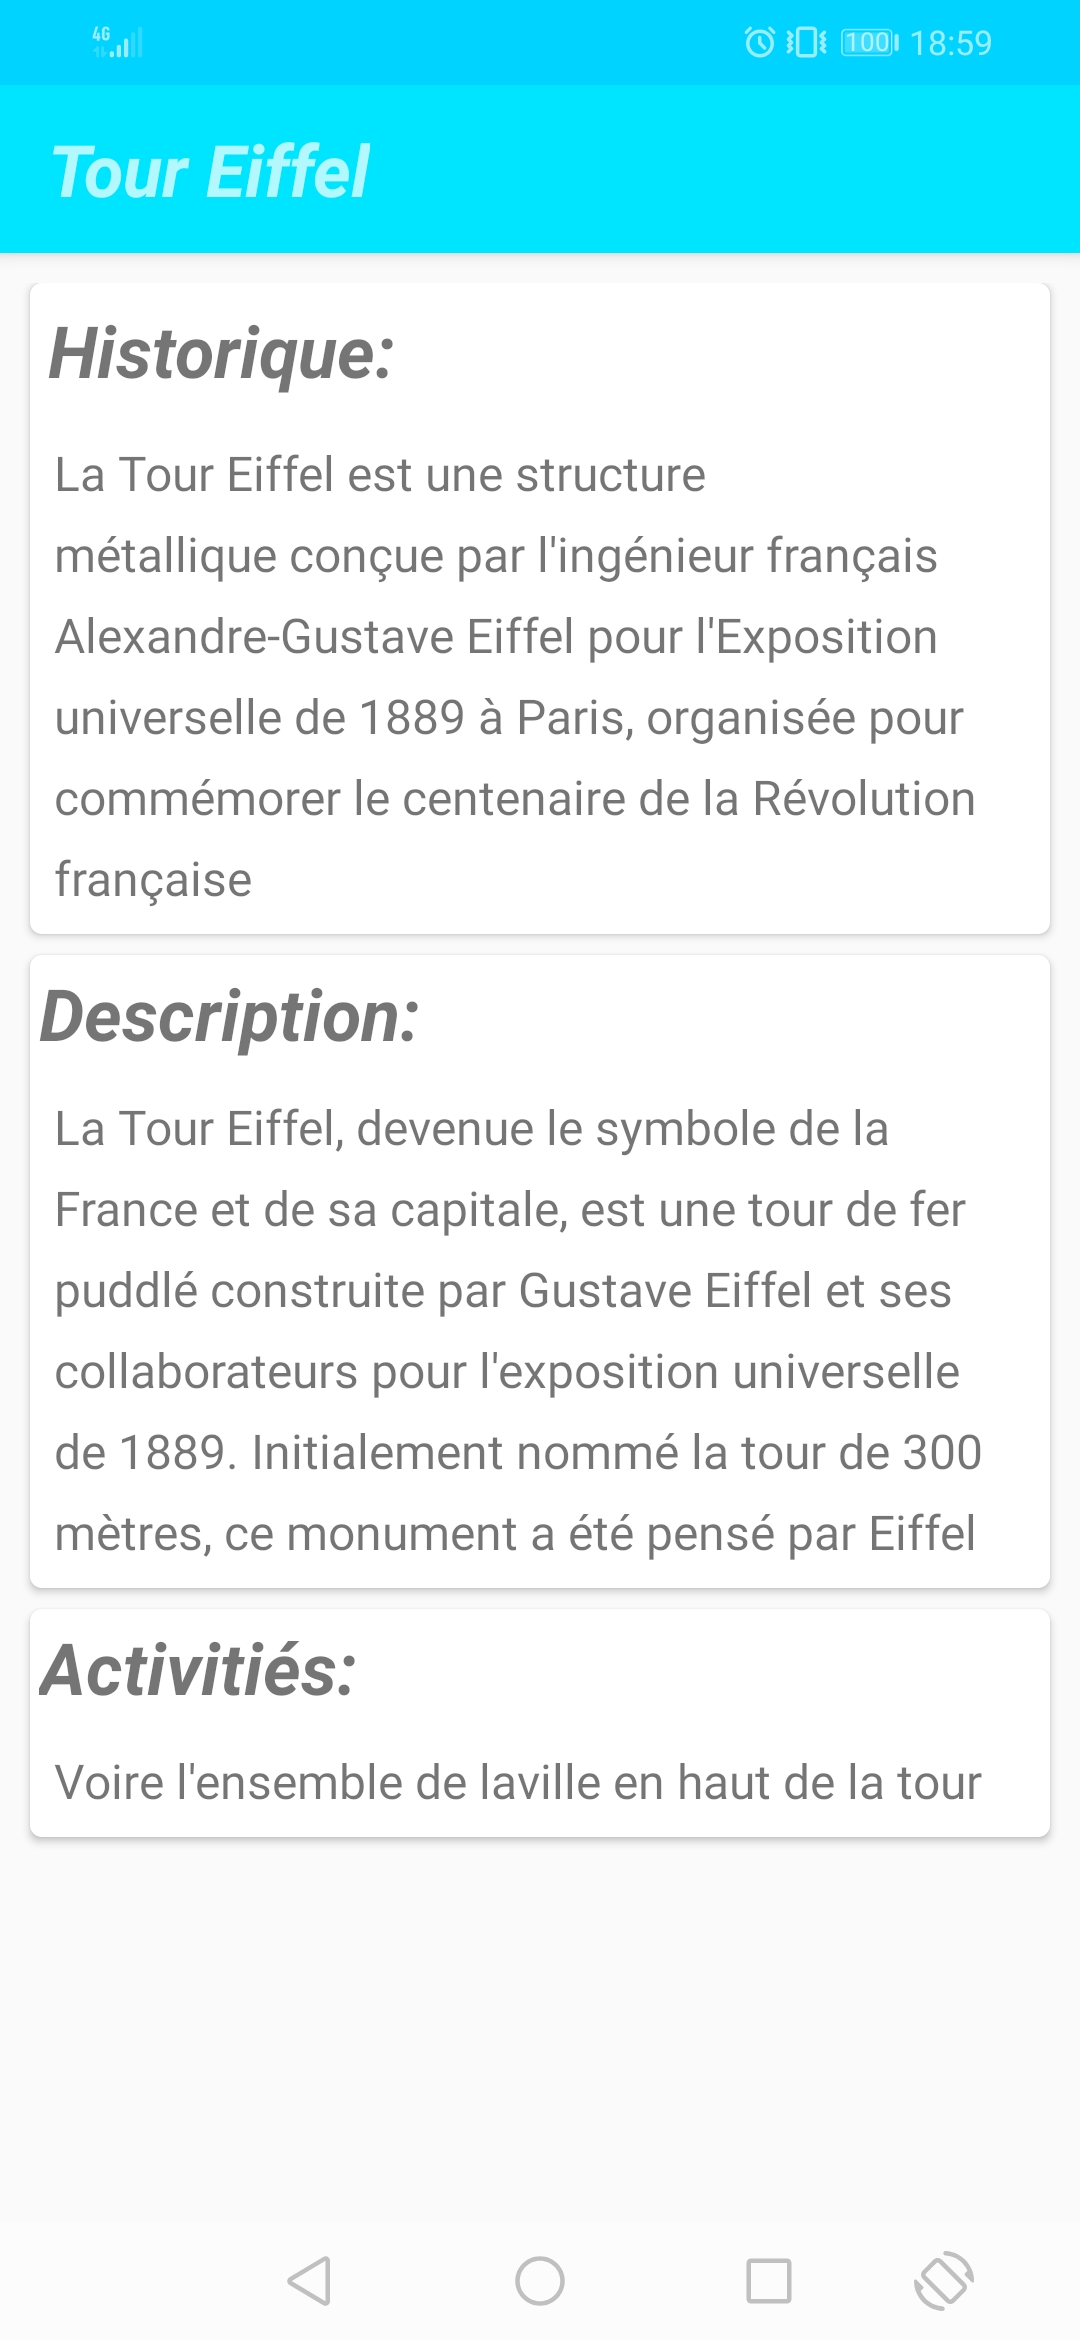 4G 100 18:59
Tour Eiffel
Historique:
La Tour Eiffel est une structure
métallique conçue par l'ingénieur français
Alexandre-Gustave Eiffel pour l'Exposition
universelle de 1889 à Paris, organisée pour
commémorer le centenaire de la Révolution
française
Description:
La Tour Eiffel, devenue le symbole de la
France et de sa capitale, est une tour de fer
puddlé construite par Gustave Eiffel et ses
collaborateurs pour l'exposition universelle
de 1889. Initialement nommé la tour de 300
mètres, ce monument a été pensé par Eiffel
Activitiés:
Voire l'ensemble de laville en haut de la tour